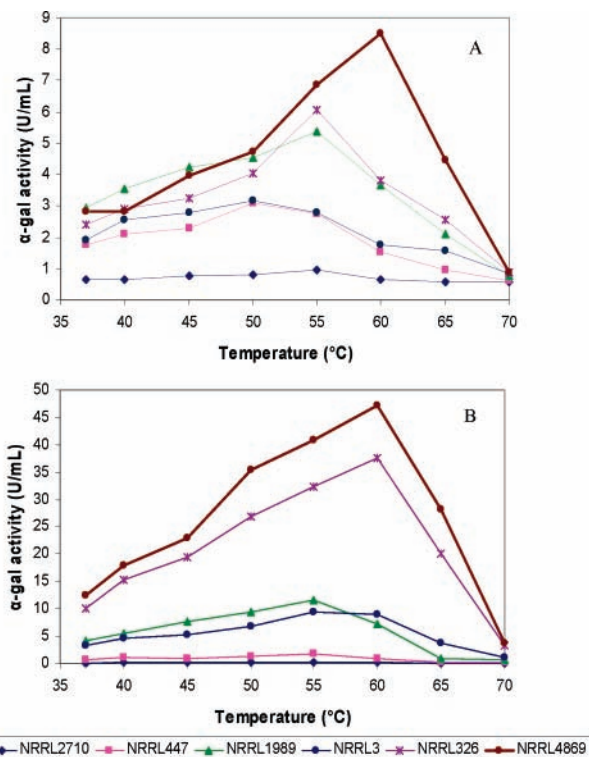 9
8
7
6
5
4
3
2
1
0
α-gal activity (U/mL)
A
35 40 45 50 55 60 65 70
Temperature (°C)
50
45
40
35
30
25
20
15
10
5
0
α-gal activity (U/mL)
B
35 40 45 50 55 60 65 70
Temperature (°C)
NRRL2710 NRRL447 NRRL1989 NRRL3 NRRL326 NRRL4869